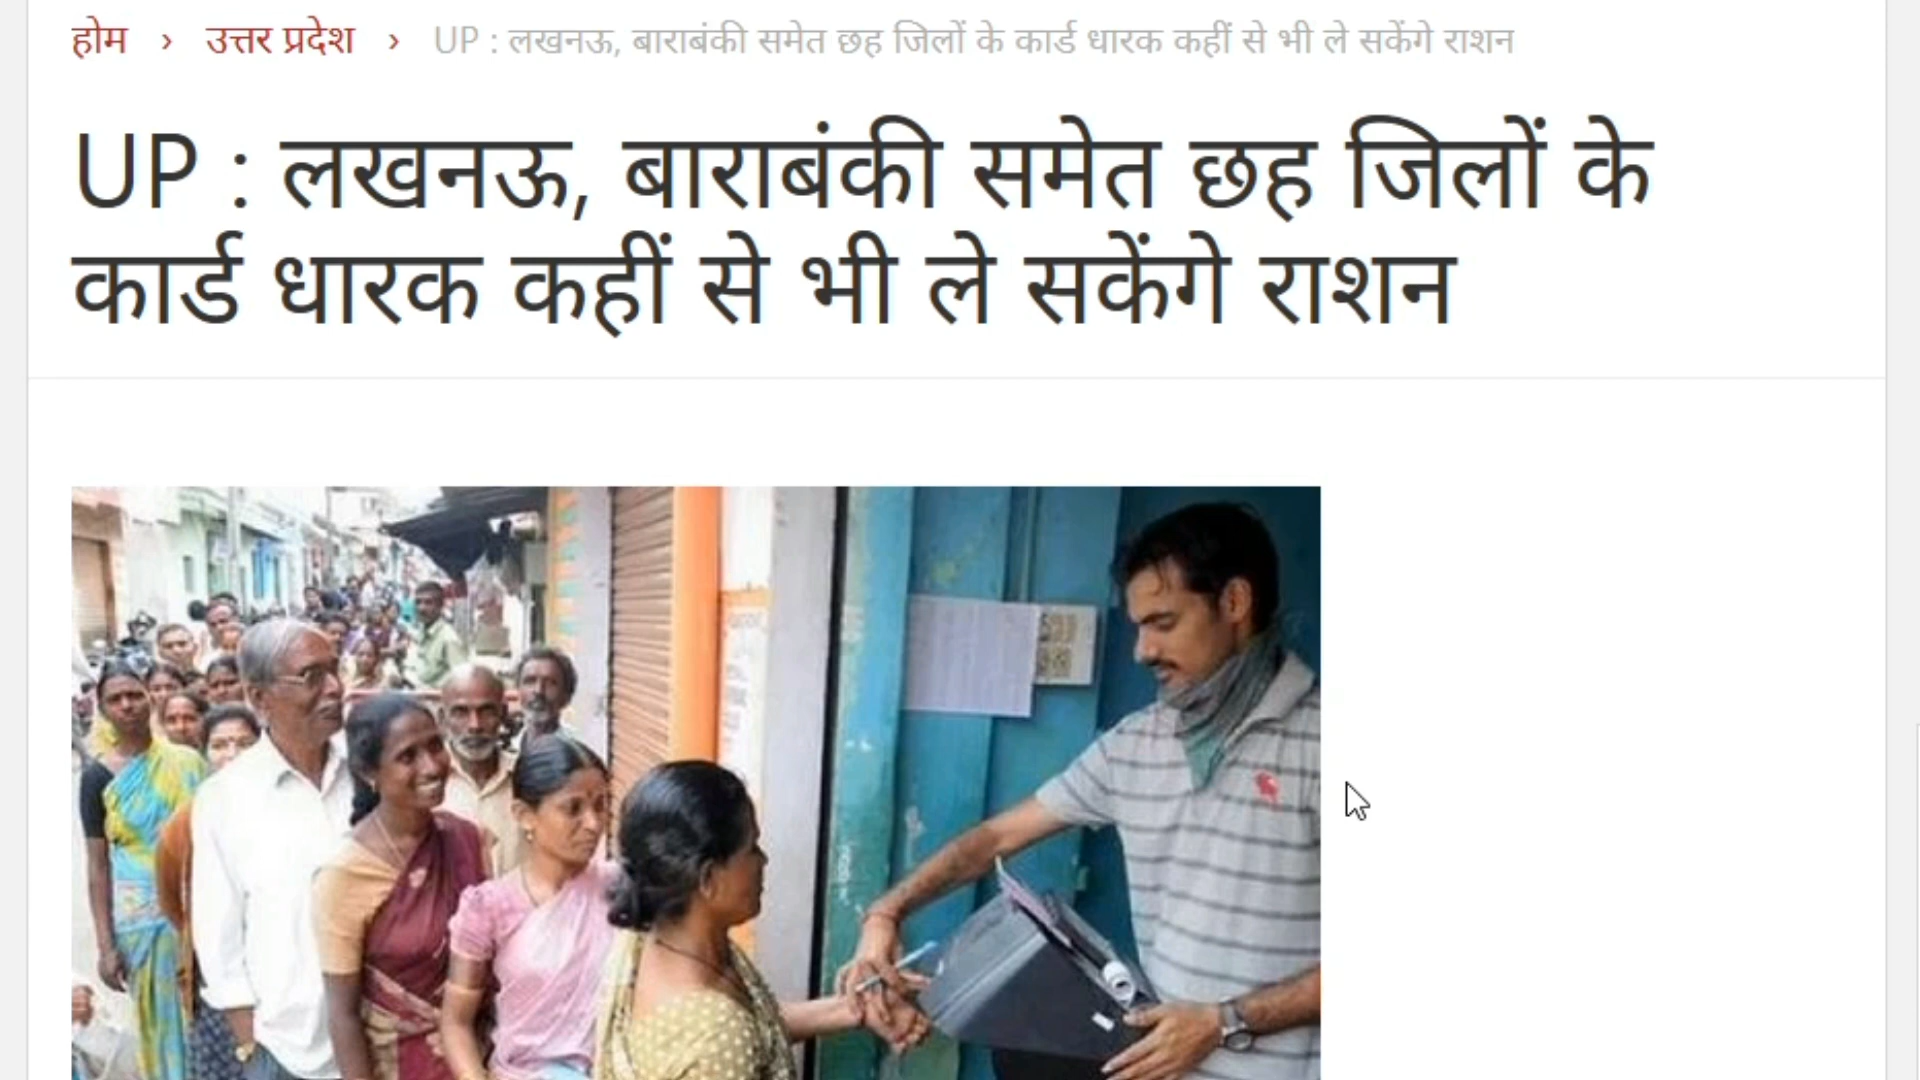 होम › उत्तर प्रदेश › UP : लखनऊ, बाराबंकी समेत छह जिलों के कार्ड धारक कहीं से भी ले सकेंगे राशन
UP : लखनऊ, बाराबंकी समेत छह जिलों के
कार्ड धारक कहीं से भी ले सकेंगे राशन